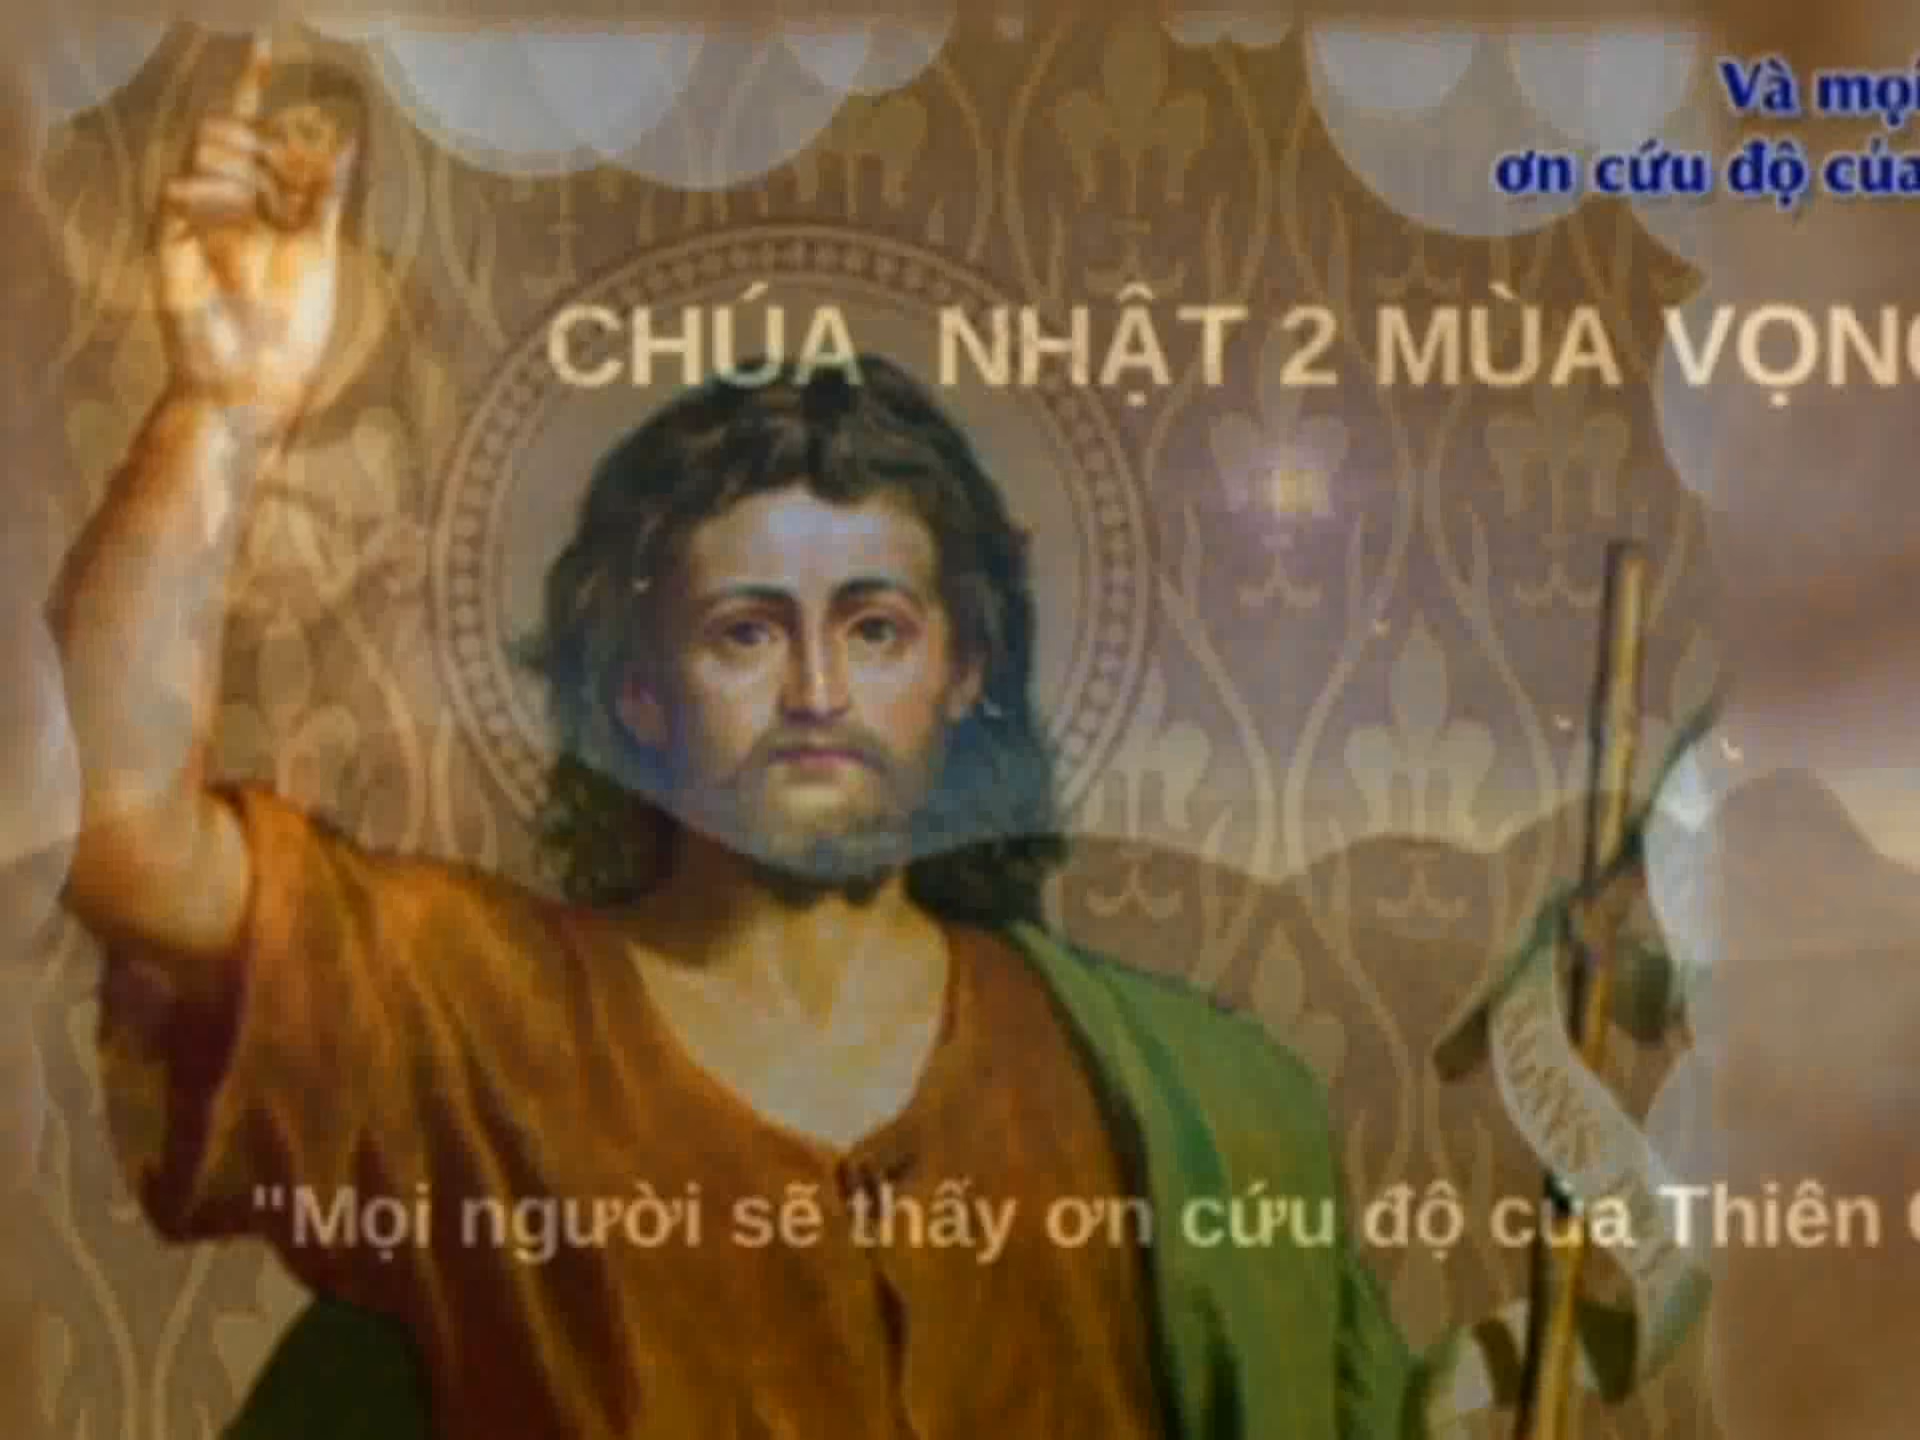 Và mọi
ơn cứu độ của
CHÚA NHẬT 2 MÙA VỌNG
"Mọi người sẽ thấy ơn cứu độ của Thiên